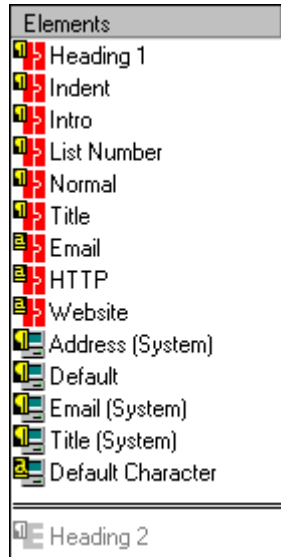 Elements
Heading 1
Indent
Intro
List Number
Normal
Title
Email
HTTP
Website
Address (System)
Default
Email (System)
Title (System)
Default Character
Heading 2